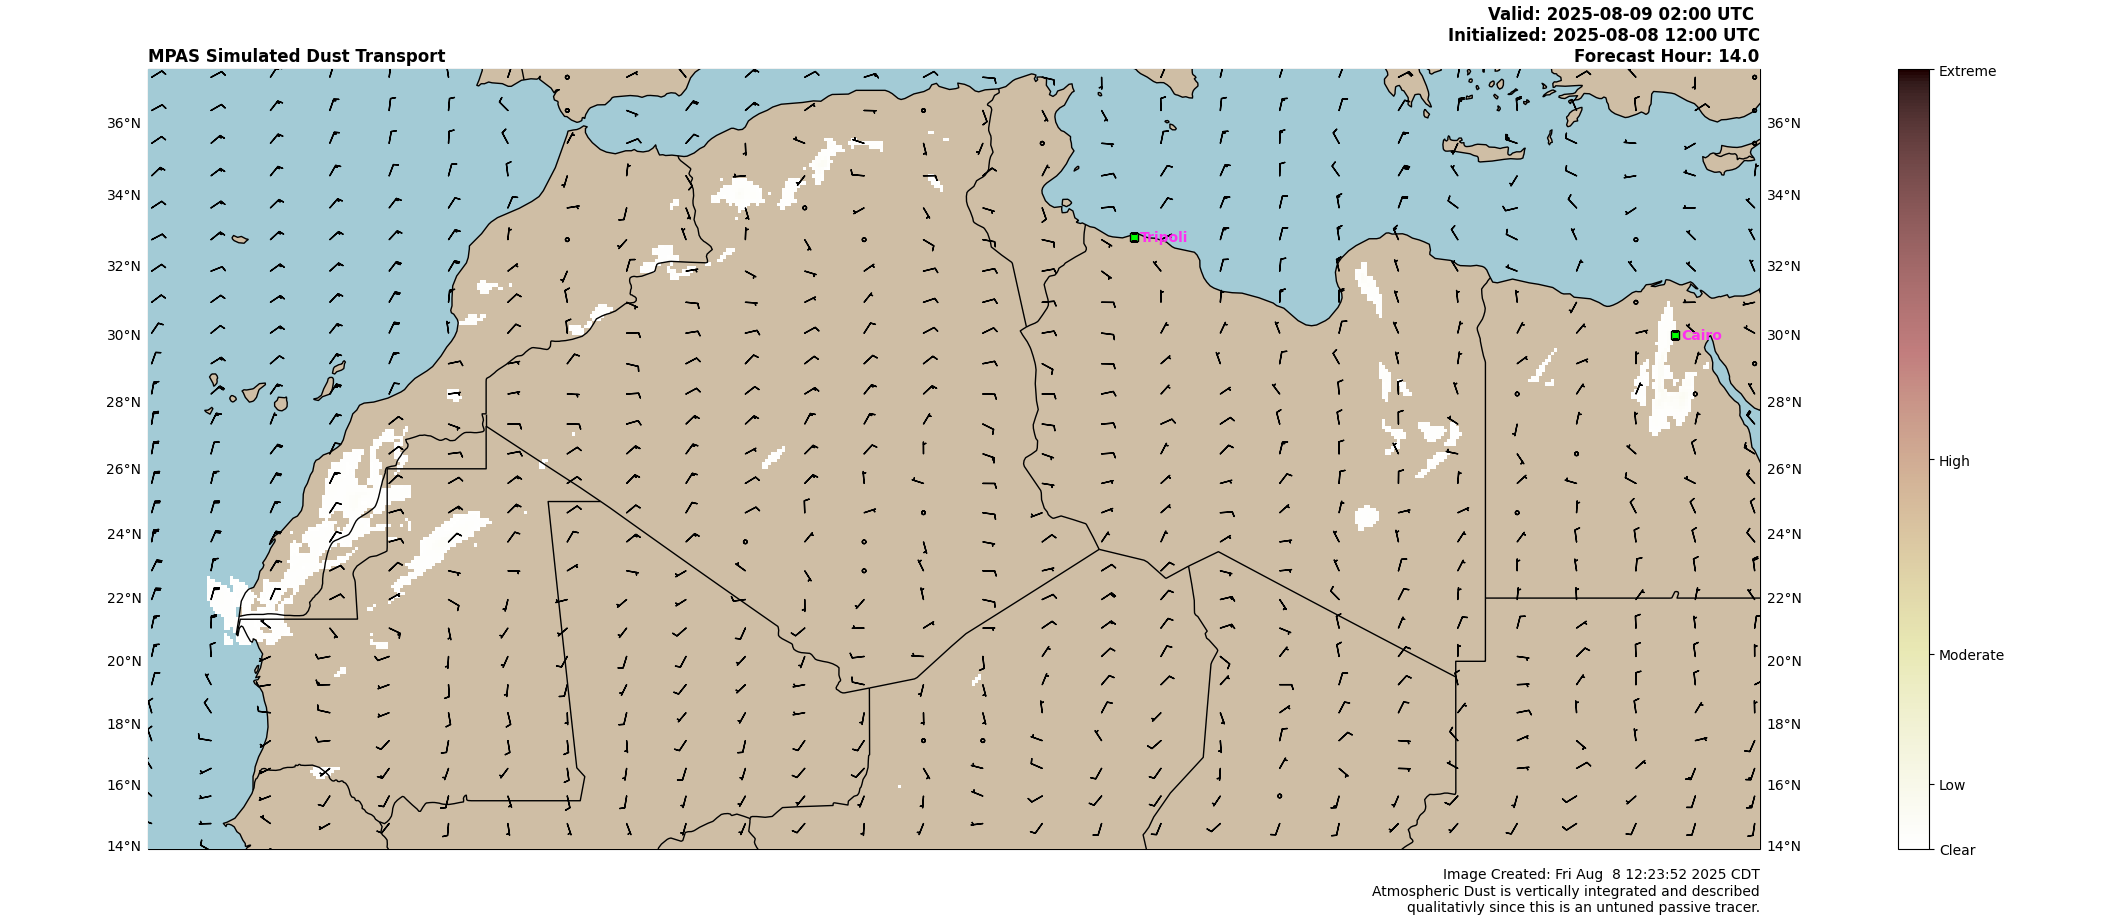 Valid: 2025-08-09 02:00 UTC
Initialized: 2025-08-08 12:00 UTC
MPAS Simulated Dust Transport
Forecast Hour: 14.0
Extreme
36°N
36°N
34°N
34°N
Tripoli
32°N
32°N
30°N
Cairo
30°N
28°N
28°N
26°N
26°N
High
24°N
24°N
22°N
22°N
20°N
20°N
Moderate
18°N
18°N
16°N
16°N
Low
14°N
14°N
Clear
Image Created: Fri Aug  8 12:23:52 2025 CDT
Atmospheric Dust is vertically integrated and described
qualitativly since this is an untuned passive tracer.